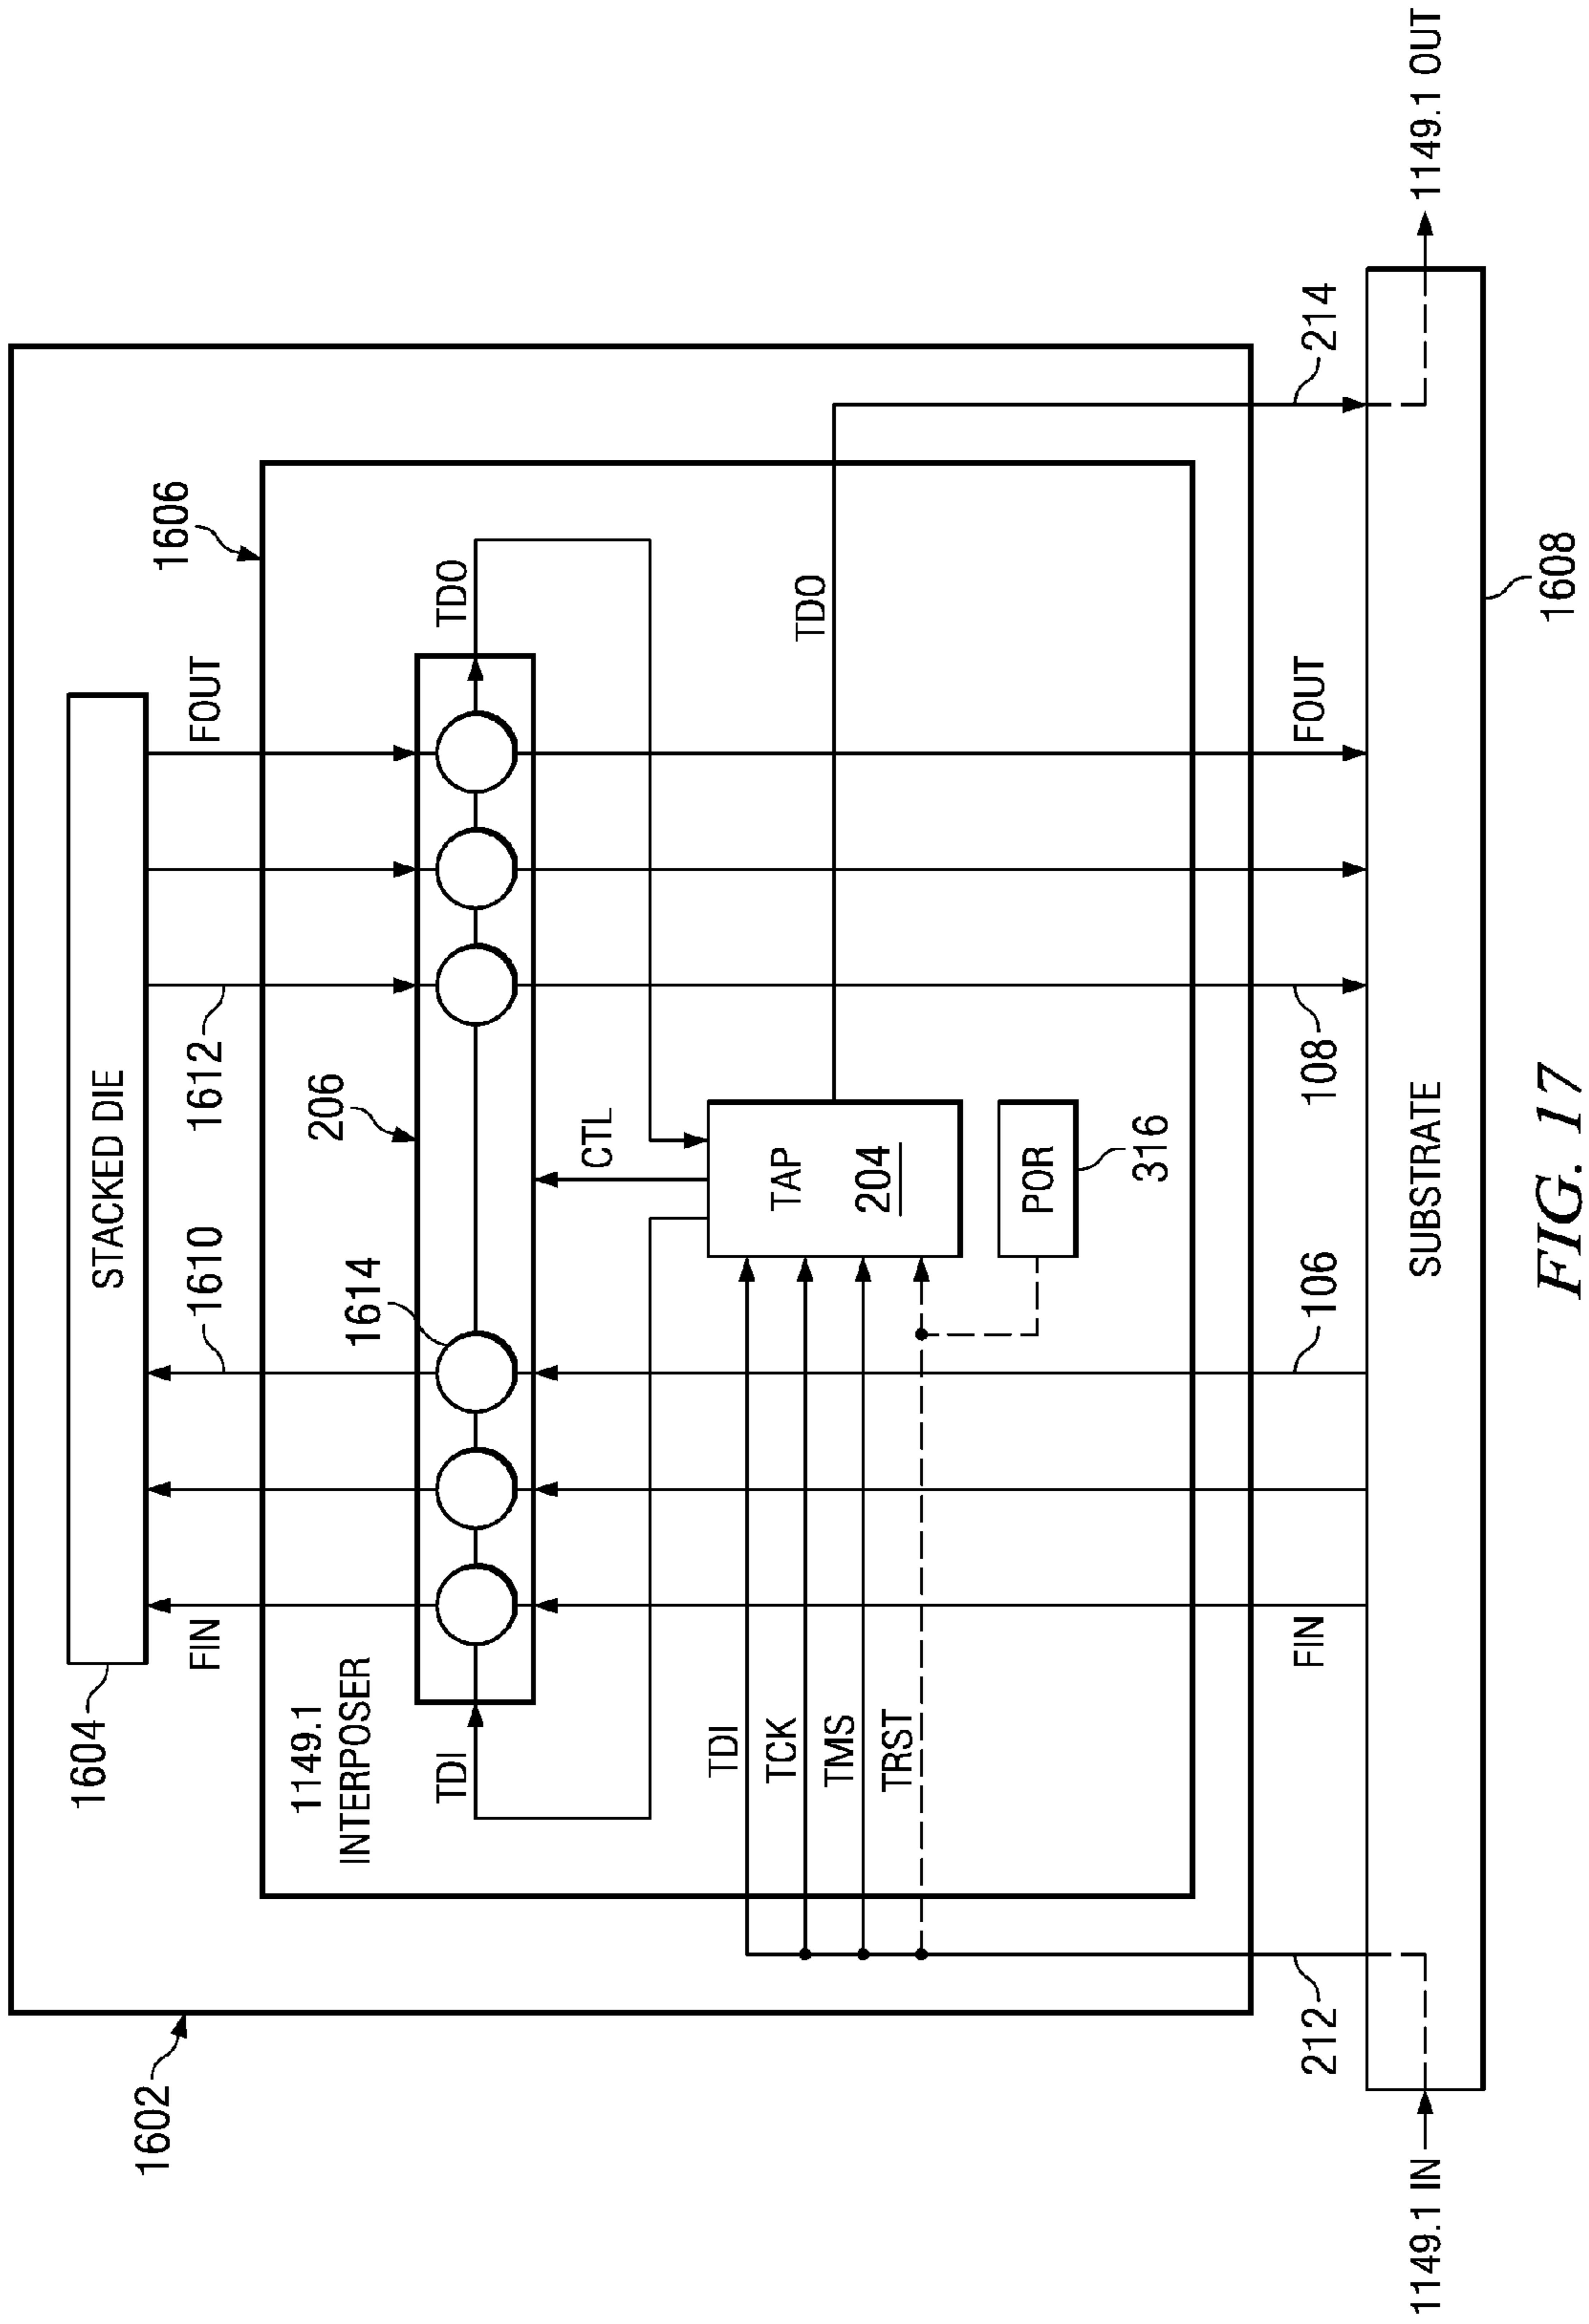 1602
1604
STACKED DIE
FIN
1610
1612
FOUT
1606
1149.1
INTERPOSER
1614
206
TDI
TDO
CTL
TDI
TCK
TMS
TRST
TAP
204
POR
316
TDO
212
FIN
106
108
FOUT
214
1149.1 IN
SUBSTRATE
1149.1 OUT
1608
FIG. 17